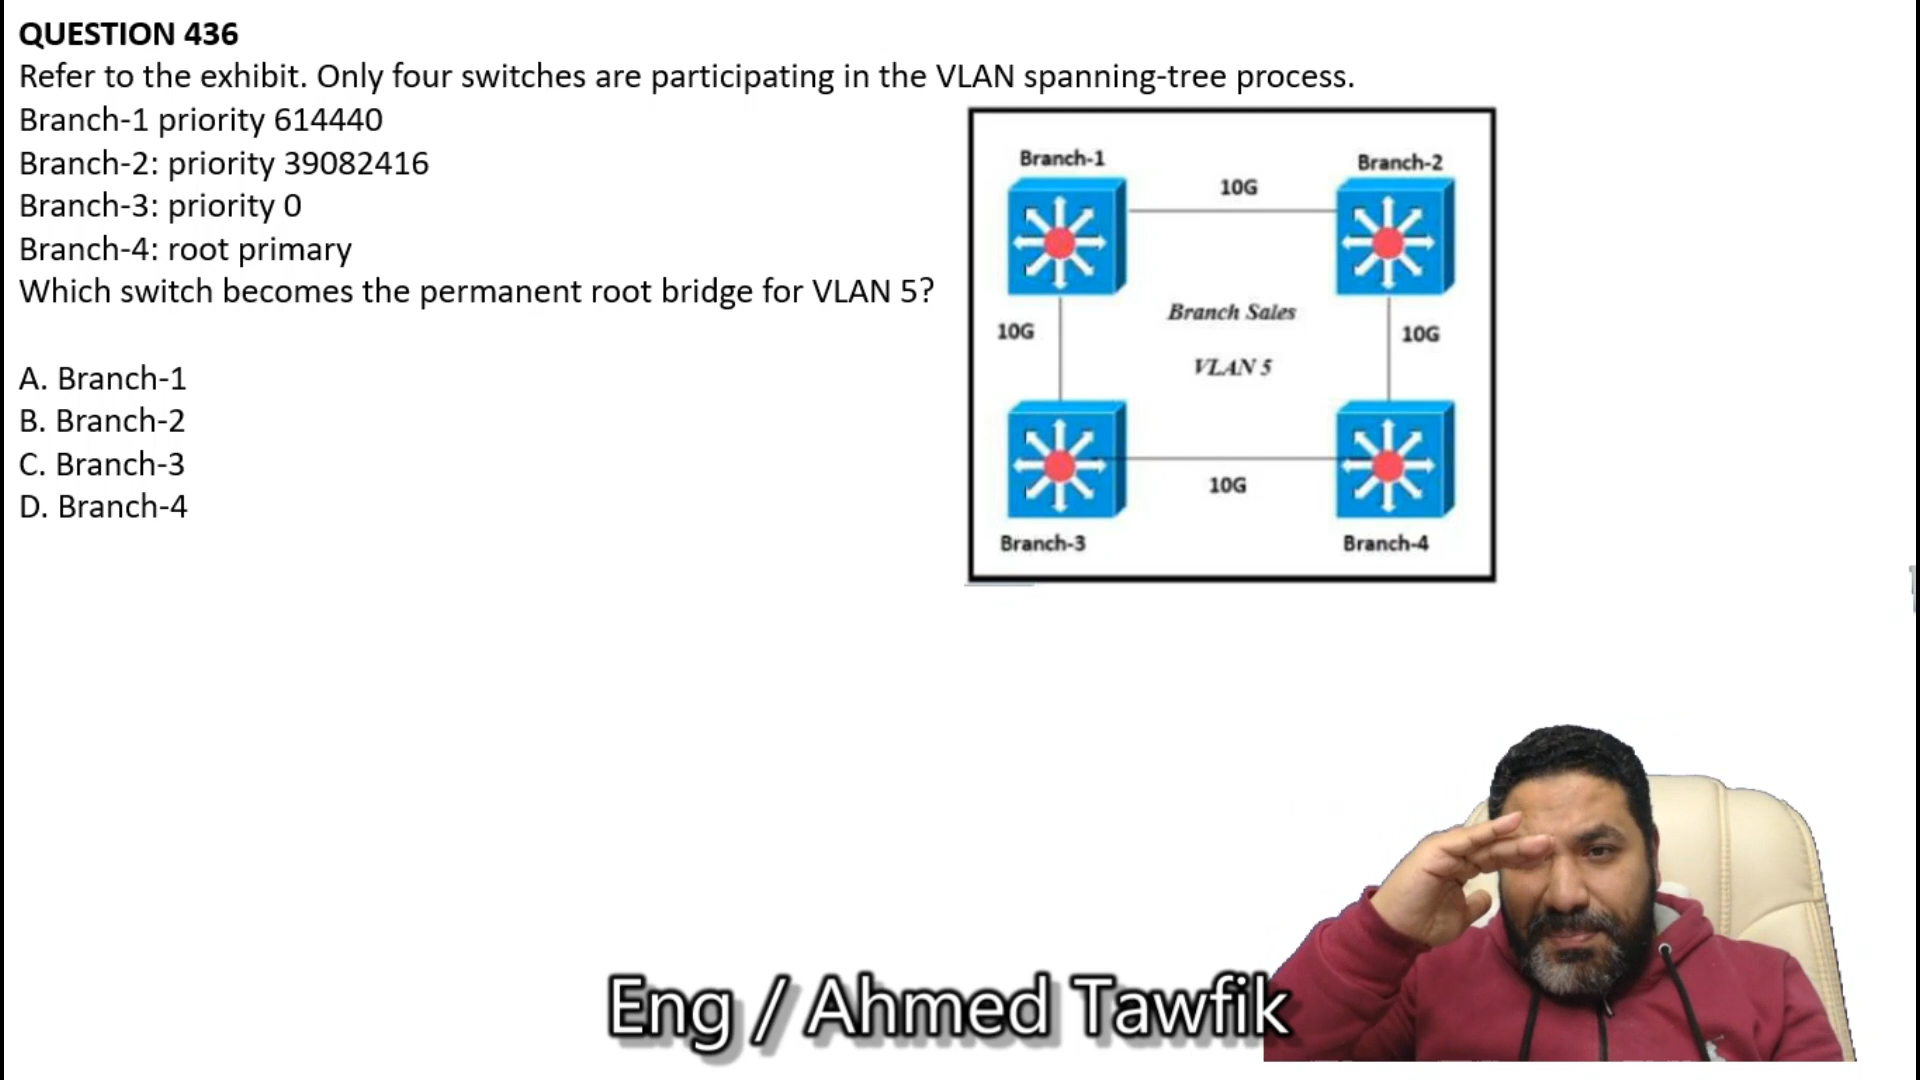 QUESTION 436
Refer to the exhibit. Only four switches are participating in the VLAN spanning-tree process.
Branch-1 priority 614440
Branch-2: priority 39082416
Branch-3: priority 0
Branch-4: root primary
Which switch becomes the permanent root bridge for VLAN 5?
A. Branch-1
B. Branch-2
C. Branch-3
D. Branch-4
Branch-1
Branch-2
10G
Branch Sales
10G
10G
VLAN 5
10G
Branch-3
Branch-4
Eng / Ahmed Tawfik